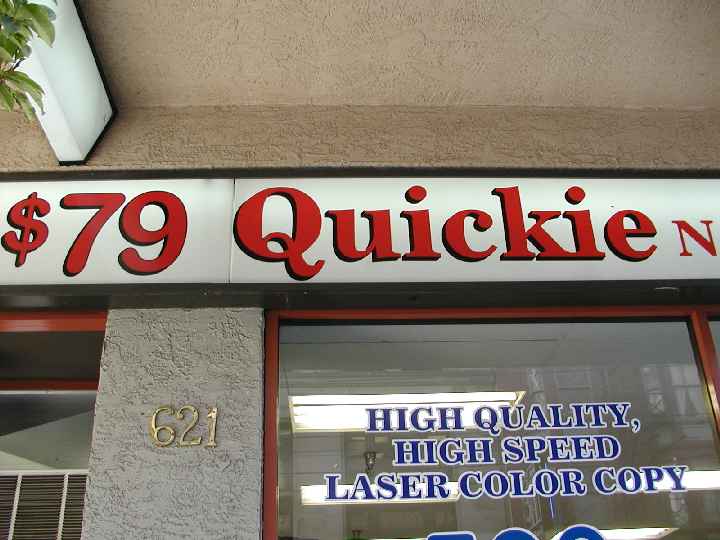 $79 Quickie N
621
HIGH QUALITY,
HIGH SPEED
LASER COLOR COPY